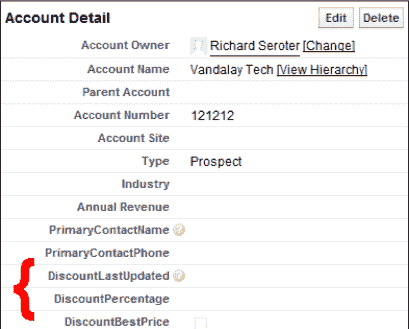 Account Detail Edit Delete
Account Owner Richard Seroter [Change]
Account Name Vandalay Tech [View Hierarchy]
Parent Account
Account Number 121212
Account Site
Type Prospect
Industry
Annual Revenue
PrimaryContactName ?
PrimaryContactPhone
DiscountLastUpdated ?
DiscountPercentage
DiscountBestPrice